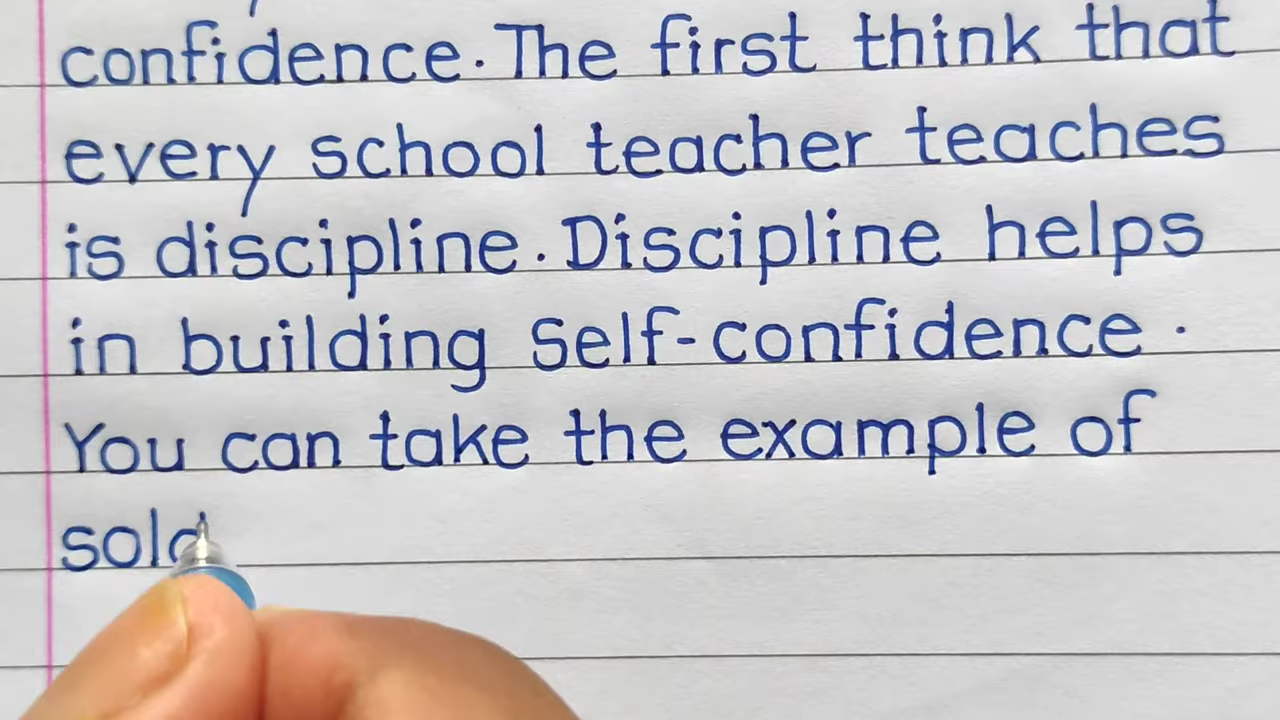 confidence. The first think that
every school teacher teaches
is discipline. Discipline helps
in building Self-confidence.
You can take the example of
sold